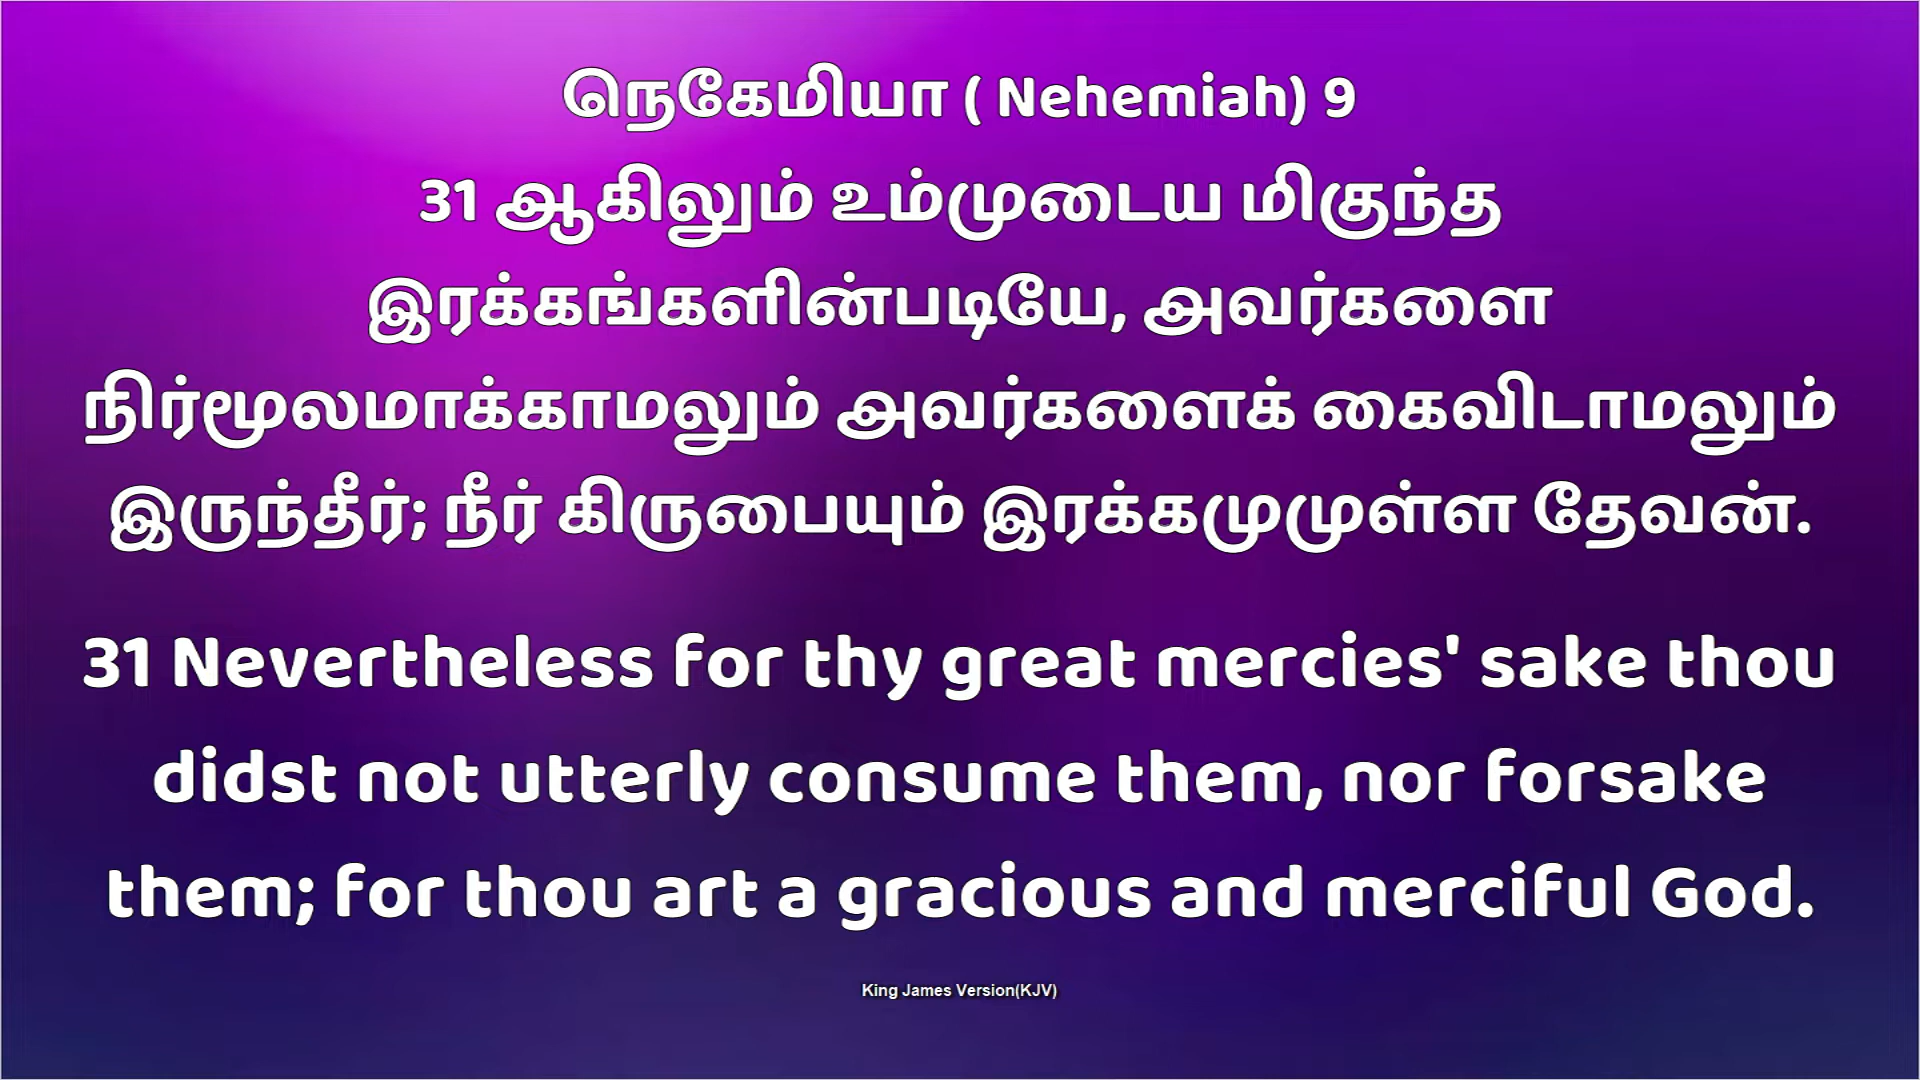 நெகேமியா ( Nehemiah) 9
31 ஆகிலும் உம்முடைய மிகுந்த
இரக்கங்களின்படியே, அவர்களை
நிர்மூலமாக்காமலும் அவர்களைக் கைவிடாமலும்
இருந்தீர்; நீர் கிருபையும் இரக்கமுமுள்ள தேவன்.
31 Nevertheless for thy great mercies' sake thou
didst not utterly consume them, nor forsake
them; for thou art a gracious and merciful God.
King James Version(KJV)